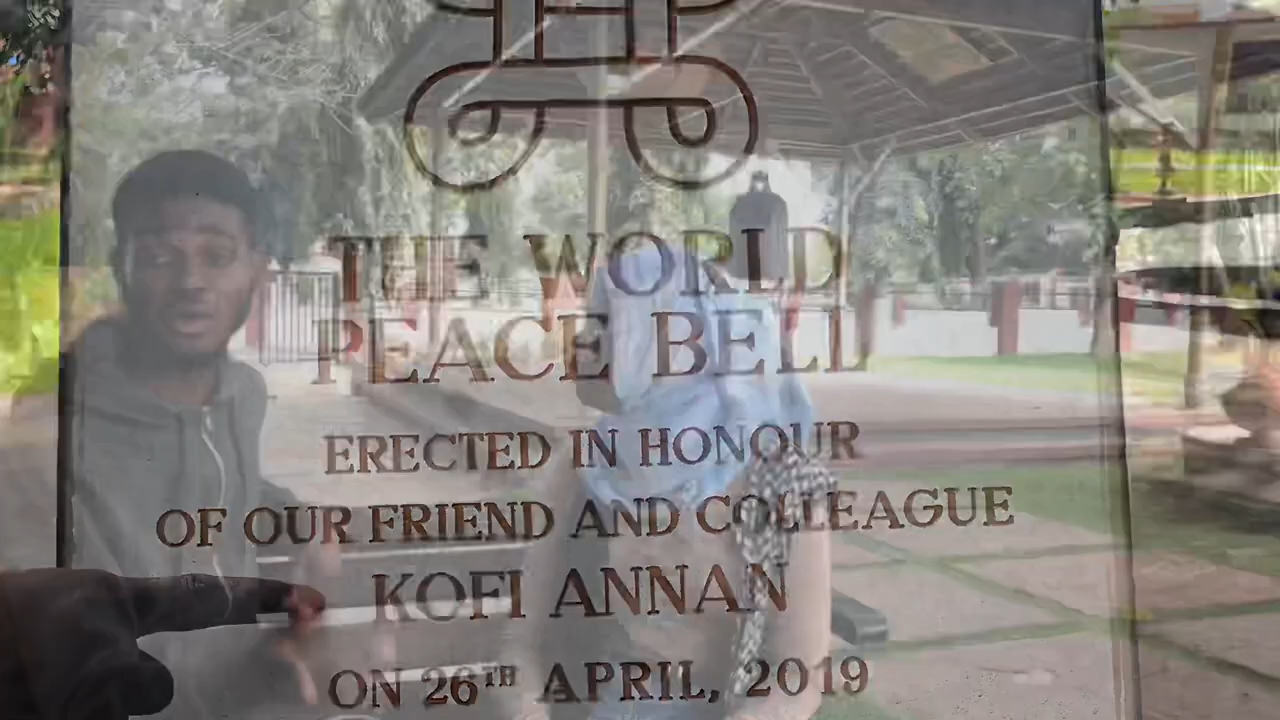 THE WORLD
PEACE BELL
ERECTED IN HONOUR
OF OUR FRIEND AND COLLEAGUE
KOFI ANNAN
ON 26TH APRIL, 2019